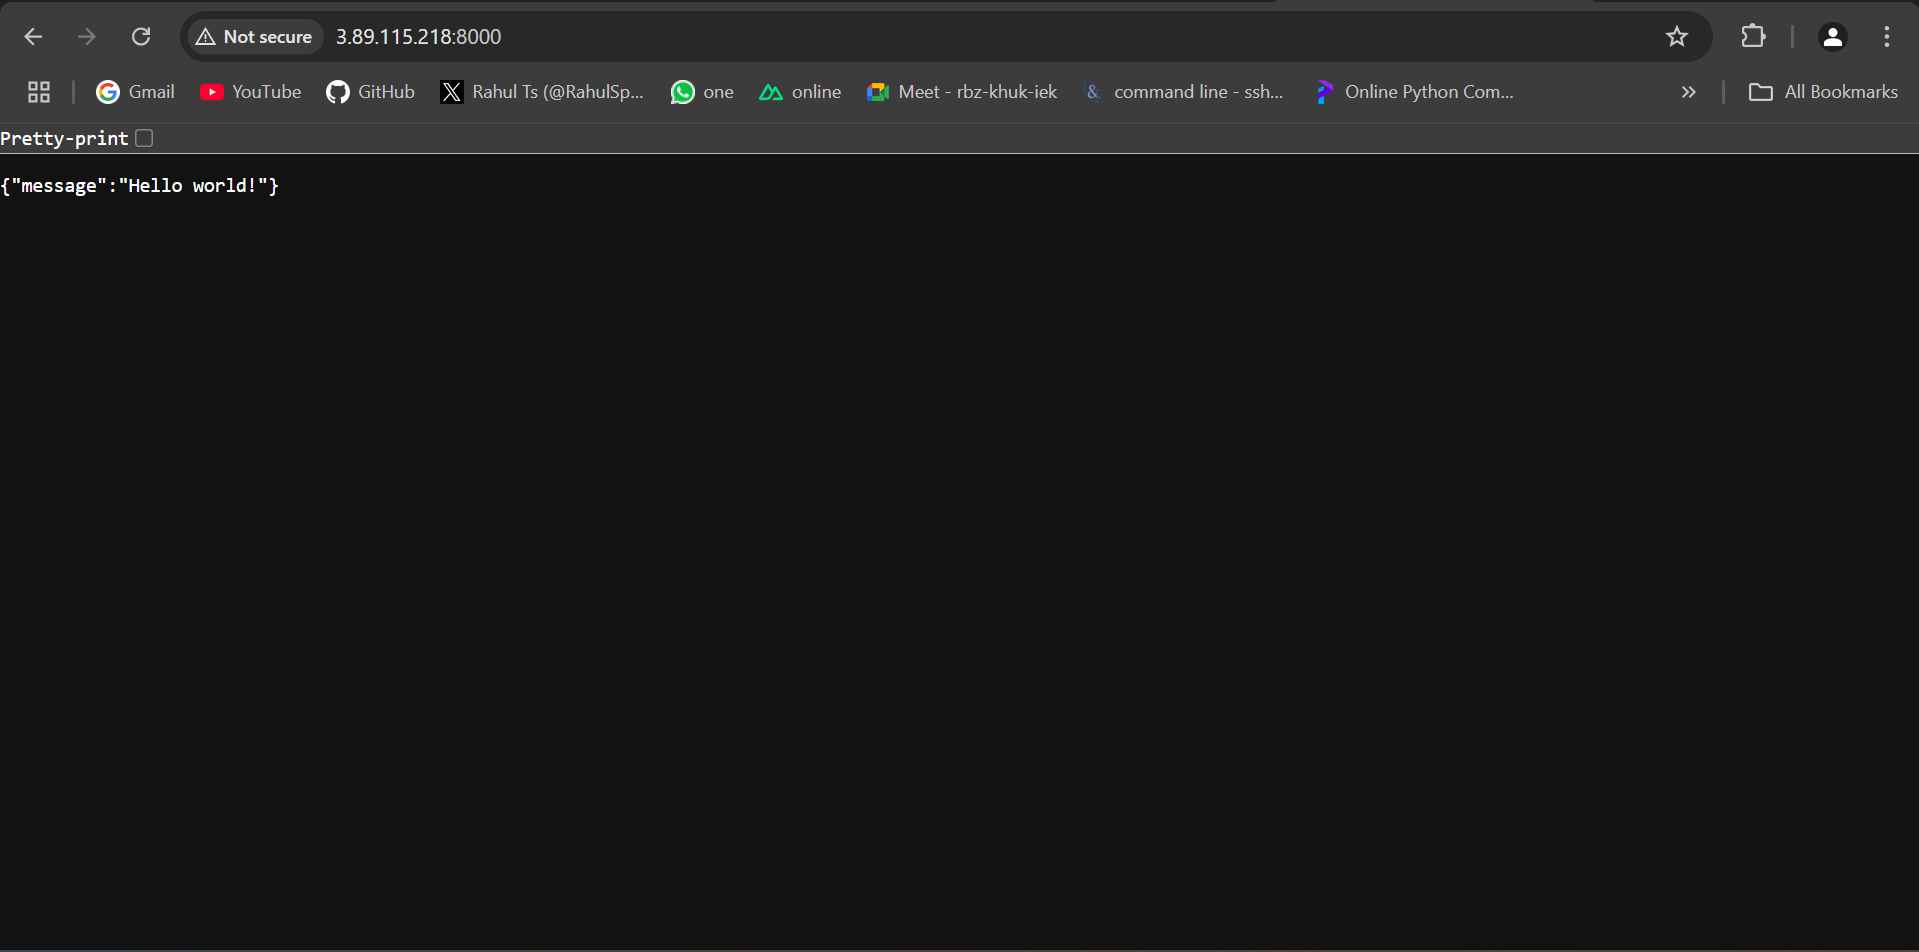 Not secure 3.89.115.218:8000
Gmail YouTube GitHub Rahul Ts (@RahulSp... one online Meet - rbz-khuk-iek command line - ssh... Online Python Com... » All Bookmarks
Pretty-print
{"message":"Hello world!"}